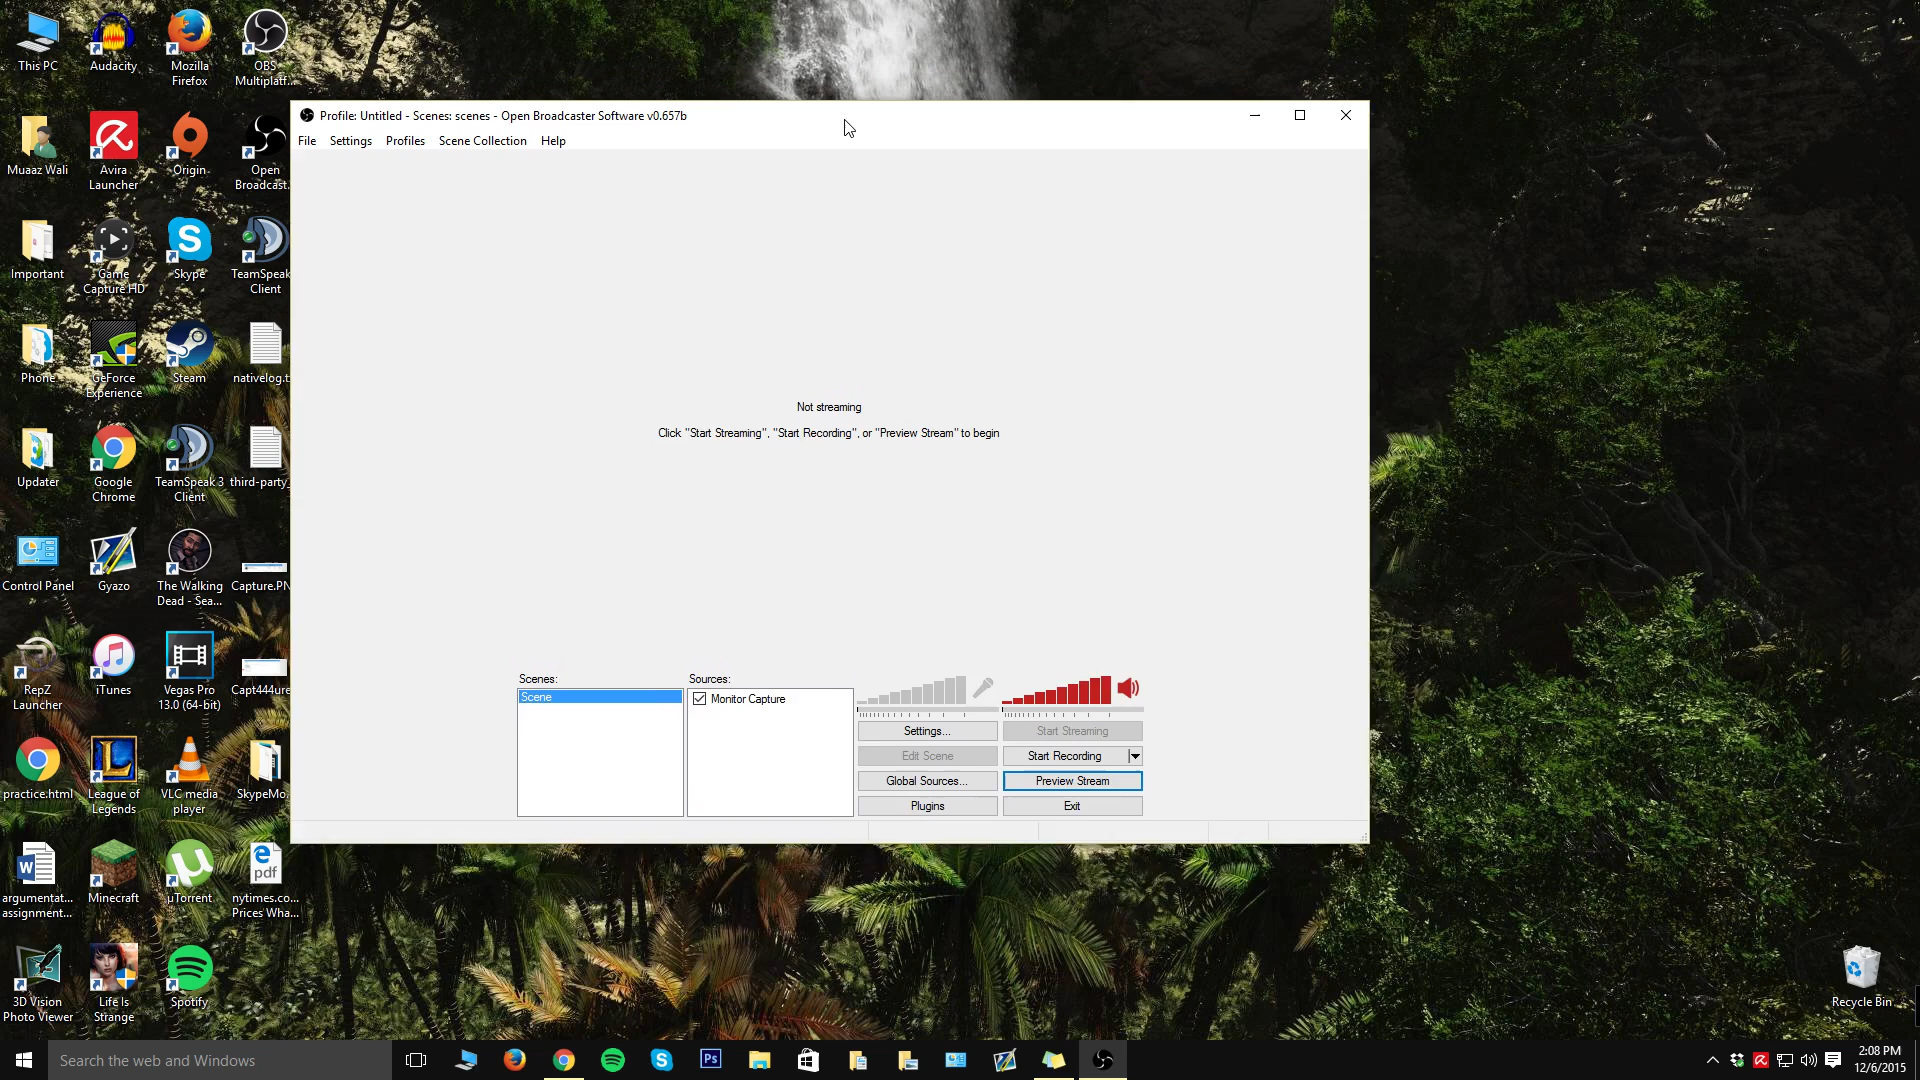 This PC
Audacity
Mozilla
Firefox
OBS
Multiplatf...
Muaaz Wali
Avira
Launcher
Origin
Open
Broadcast.
Important
Game
Capture HD
Skype
TeamSpeak
Client
Phone
GeForce
Experience
Steam
nativelog.t
Updater
Google
Chrome
TeamSpeak 3
Client
third-party_
Control Panel
Gyazo
The Walking
Dead - Sea...
Capture.PN
RepZ
Launcher
iTunes
Vegas Pro
13.0 (64-bit)
Capt444ure
practice.html
League of
Legends
VLC media
player
SkypeMo.
argumentat...
assignment...
Minecraft
µTorrent
pdf
nytimes.co...
Prices Wha...
3D Vision
Photo Viewer
Life Is
Strange
Spotify
Profile: Untitled - Scenes: scenes - Open Broadcaster Software v0.657b
File Settings Profiles Scene Collection Help
Not streaming
Click "Start Streaming", "Start Recording", or "Preview Stream" to begin
Scenes:
Scene
Sources:
Monitor Capture
Settings...
Start Streaming
Edit Scene
Start Recording
Global Sources...
Preview Stream
Plugins
Exit
Recycle Bin
Search the web and Windows
Ps
2:08 PM
12/6/2015